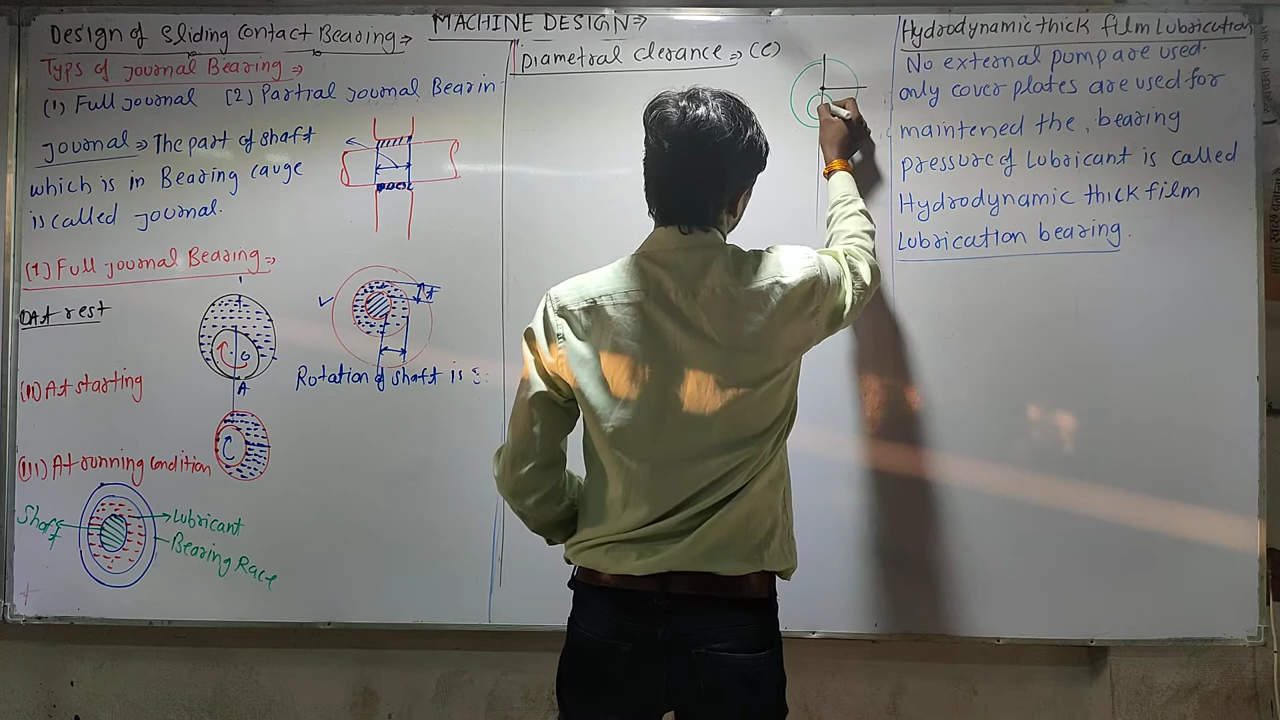 MACHINE DESIGN⇒
Design of Sliding Contact Bearing⇒
Typs of Journal Bearing⇒
(1) Full Journal (2) Partial Journal Bearin
Journal ⇒ The part of shaft
which is in Bearing cauge
is called journal.
(1) Full Journal Bearing⇒
(I) At rest
(II) At starting
(III) At running condition
A
Rotation of shaft is
Shaft
Lubricant
Bearing Race
Diametral clerance ⇒ (C)
Hydrodynamic thick film Lubrication
No external pump are used.
only cover plates are used for
maintened the, bearing
pressure of Lubricant is called
Hydrodynamic thick film
Lubrication bearing.